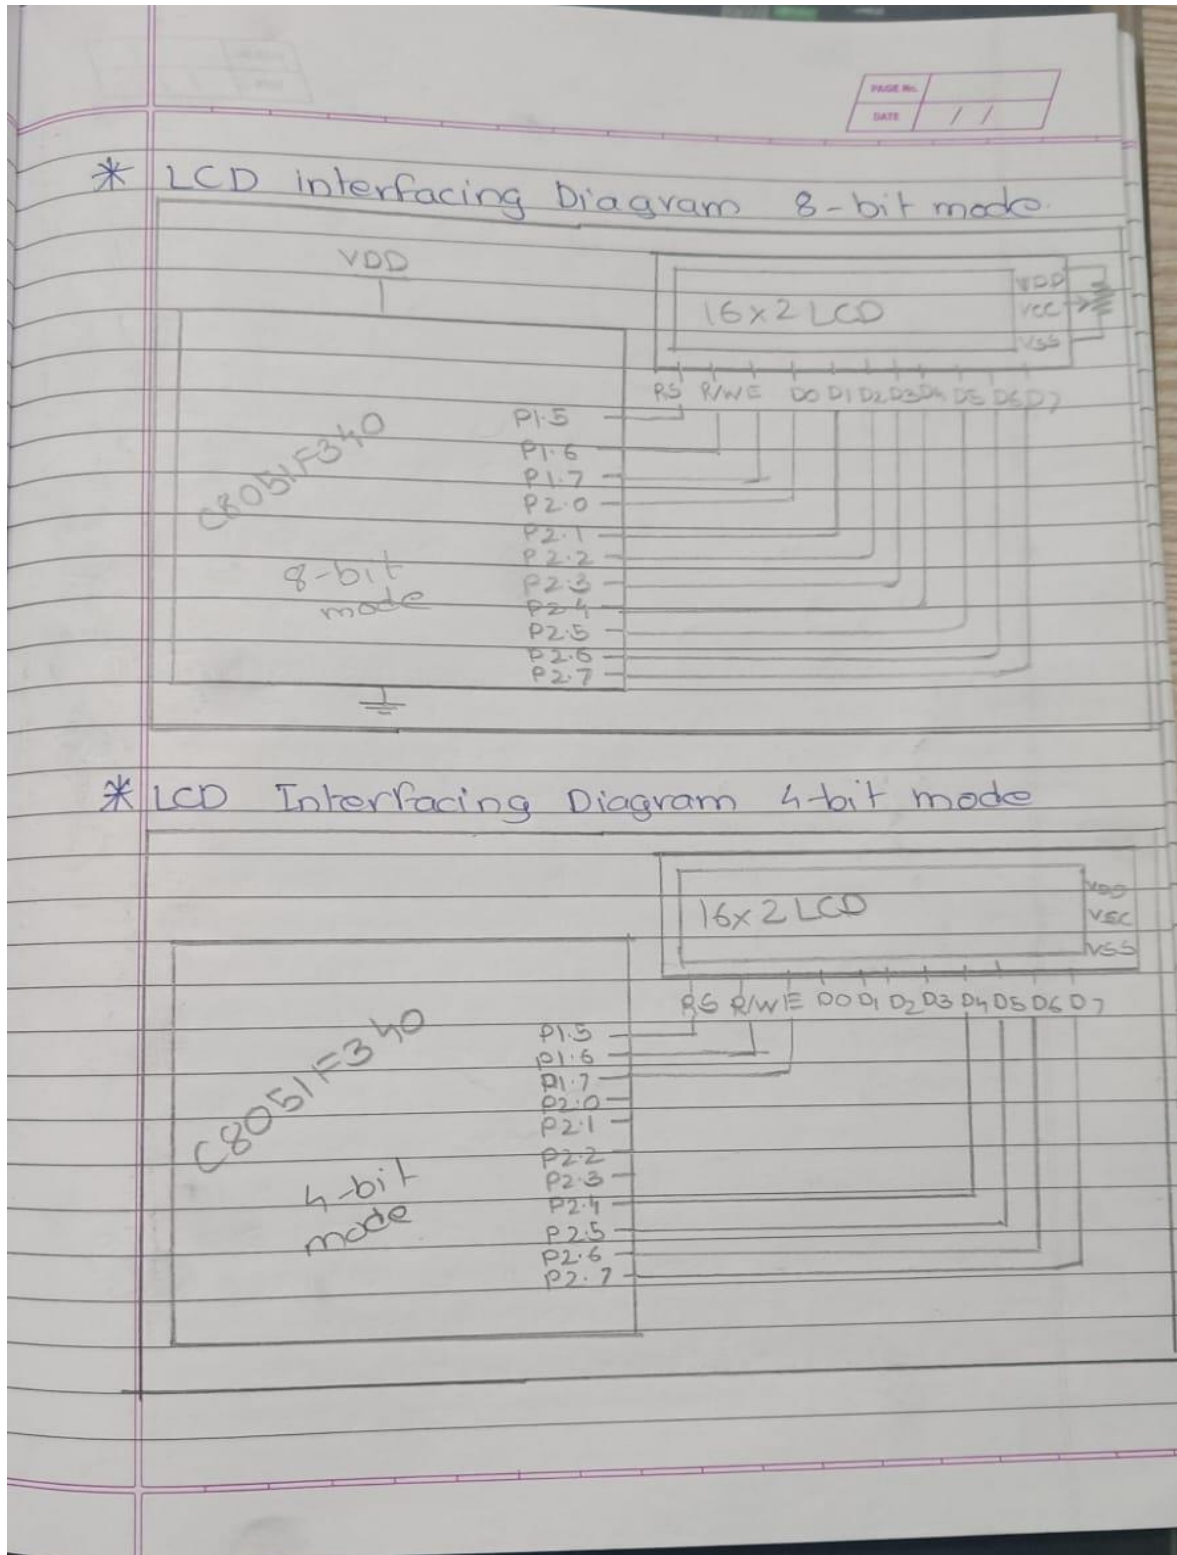 PAGE No.
DATE / /
* LCD interfacing Diagram 8-bit mode.
VDD
16x2 LCD
VDD
VCC
VSS
RS R/W E D0 D1 D2 D3 D4 D5 D6 D7
C8051F340
8-bit
mode
P1.5
P1.6
P1.7
P2.0
P2.1
P2.2
P2.3
P2.4
P2.5
P2.6
P2.7
* LCD Interfacing Diagram 4-bit mode
16x2 LCD
VDD
VSS
RS R/W E D0 D1 D2 D3 D4 D5 D6 D7
C8051F340
4-bit
mode
P1.5
P1.6
P1.7
P2.0
P2.1
P2.2
P2.3
P2.4
P2.5
P2.6
P2.7